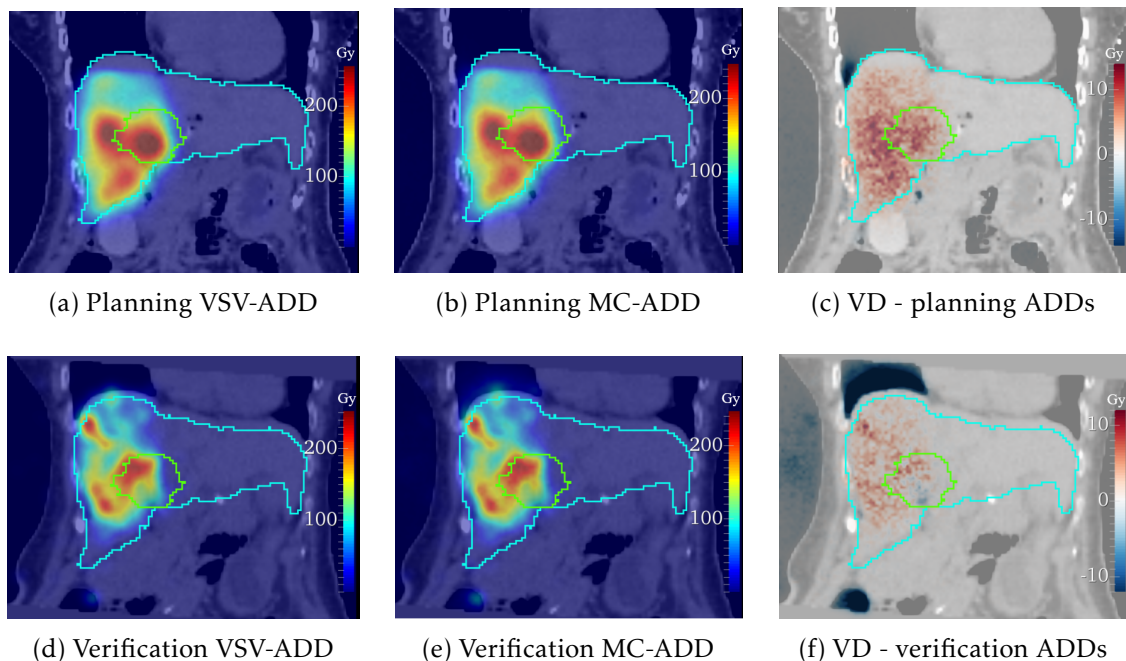 Gy
200
100
Gy
200
100
Gy
10
0
-10
(a) Planning VSV-ADD
(b) Planning MC-ADD
(c) VD - planning ADDs
Gy
200
100
Gy
200
100
Gy
10
0
-10
(d) Verification VSV-ADD
(e) Verification MC-ADD
(f) VD - verification ADDs